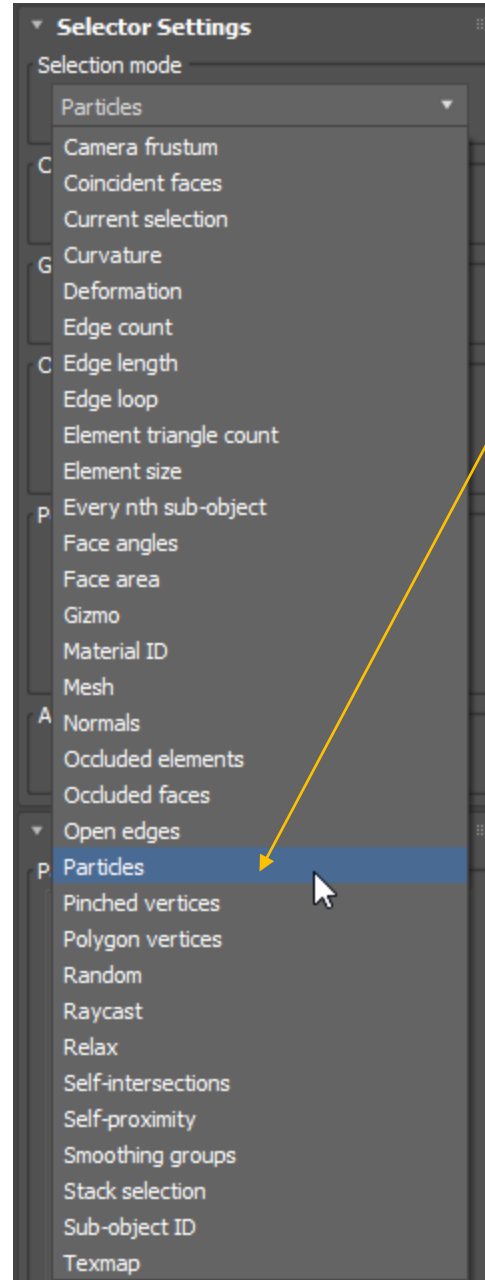 Selector Settings
Selection mode
Particles
Camera frustum
C
Coincident faces
Current selection
G
Curvature
Deformation
Edge count
O
Edge length
Edge loop
Element triangle count
Element size
P
Every nth sub-object
Face angles
Face area
Gizmo
Material ID
Mesh
A
Normals
Occluded elements
Occluded faces
Open edges
P
Particles
Pinched vertices
Polygon vertices
Random
Raycast
Relax
Self-intersections
Self-proximity
Smoothing groups
Stack selection
Sub-object ID
Texmap